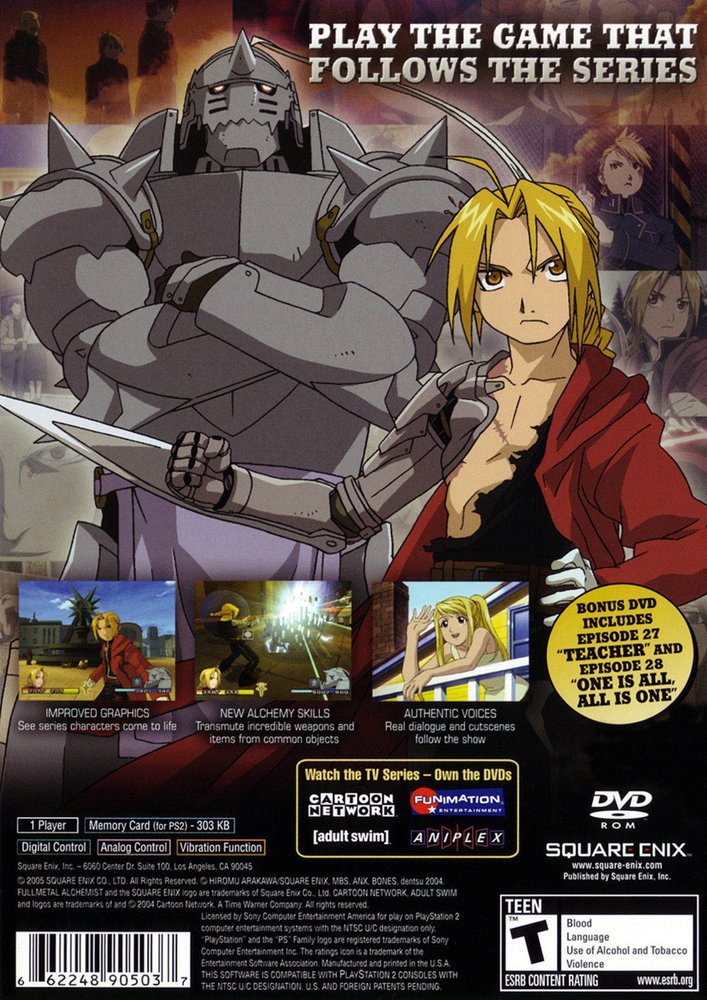 PLAY THE GAME THAT
FOLLOWS THE SERIES
BONUS DVD
INCLUDES
EPISODE 27
"TEACHER" AND
EPISODE 28
"ONE IS ALL,
ALL IS ONE"
IMPROVED GRAPHICS
See series characters come to life
NEW ALCHEMY SKILLS
Transmute incredible weapons and
items from common objects
AUTHENTIC VOICES
Real dialogue and cutscenes
follow the show
Watch the TV Series – Own the DVDs
CARTOON NETWORK
FUNIMATION
ENTERTAINMENT
[adult swim]
ANIPLEX
DVD
ROM
SQUARE ENIX
www.square-enix.com
Published by Square Enix, Inc.
1 Player
Memory Card (for PS2) - 303 KB
Digital Control
Analog Control
Vibration Function
Square Enix, Inc. – 6060 Center Dr. Suite 100, Los Angeles, CA 90045
© 2005 SQUARE ENIX CO., LTD. All Rights Reserved. © HIROMU ARAKAWA/SQUARE ENIX, MBS, ANX, BONES, dentsu 2004.
FULLMETAL ALCHEMIST and the SQUARE ENIX logo are trademarks of Square Enix Co., Ltd. CARTOON NETWORK, ADULT SWIM
and logos are trademarks of and © 2004 Cartoon Network. A Time Warner Company. All rights reserved.
Licensed by Sony Computer Entertainment America for play on PlayStation 2
computer entertainment systems with the NTSC U/C designation only.
"PlayStation" and the "PS" Family logo are registered trademarks of Sony
Computer Entertainment Inc. The ratings icon is a trademark of the
Entertainment Software Association. Manufactured and printed in the U.S.A.
THIS SOFTWARE IS COMPATIBLE WITH PLAYSTATION 2 CONSOLES WITH
THE NTSC U/C DESIGNATION. U.S. AND FOREIGN PATENTS PENDING.
6 62248 90503 7
TEEN
T
TM
Blood
Language
Use of Alcohol and Tobacco
Violence
ESRB CONTENT RATING www.esrb.org